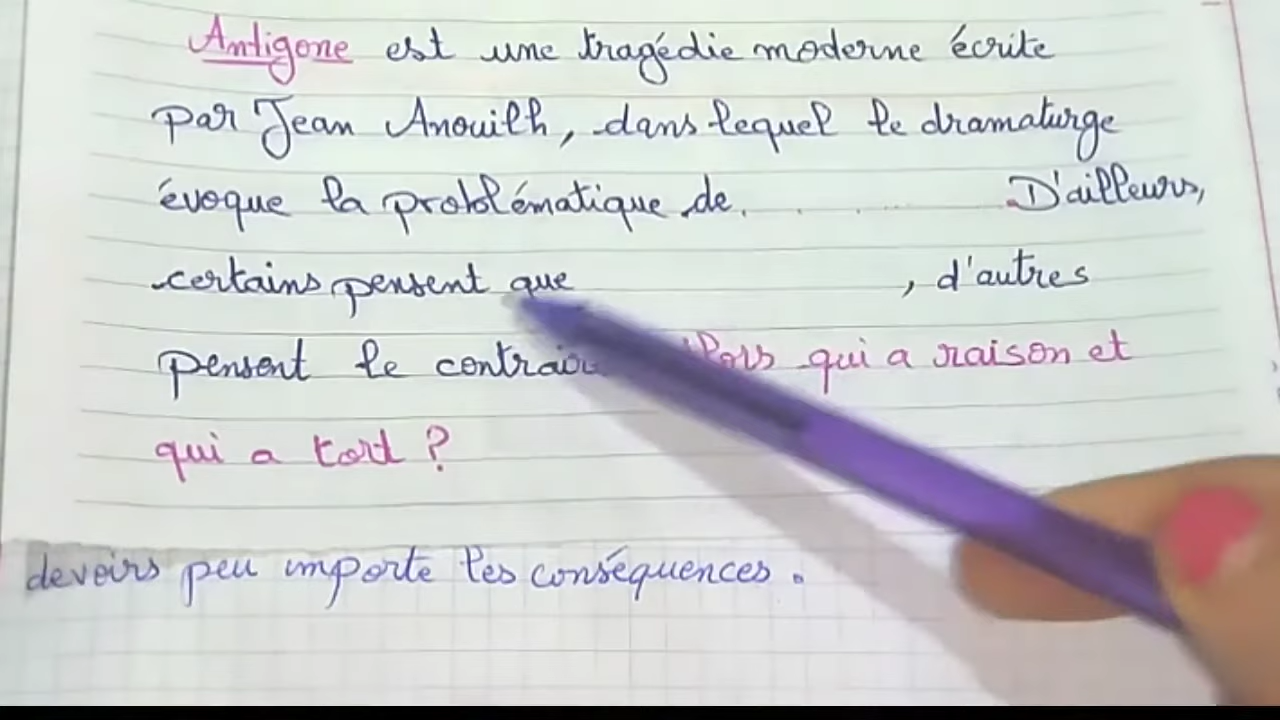 Antigone est une tragédie moderne écrite
par Jean Anouilh, dans lequel le dramaturge
évoque la problématique de . . . . . D'ailleurs,
certains pensent que , d'autres
pensent le qui a raison et
qui a tort ?
devoirs peu importe les conséquences .